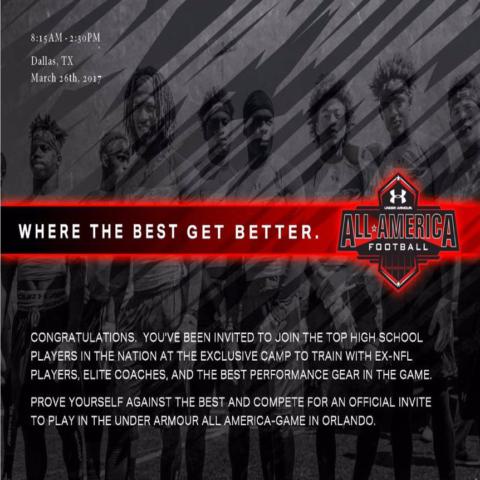 8:15AM - 2:30PM
Dallas, TX
March 26th, 2017
WHERE THE BEST GET BETTER.
UNDER ARMOUR
ALL AMERICA
FOOTBALL
CONGRATULATIONS. YOU'VE BEEN INVITED TO JOIN THE TOP HIGH SCHOOL
PLAYERS IN THE NATION AT THE EXCLUSIVE CAMP TO TRAIN WITH EX-NFL
PLAYERS, ELITE COACHES, AND THE BEST PERFORMANCE GEAR IN THE GAME.
PROVE YOURSELF AGAINST THE BEST AND COMPETE FOR AN OFFICIAL INVITE
TO PLAY IN THE UNDER ARMOUR ALL AMERICA-GAME IN ORLANDO.